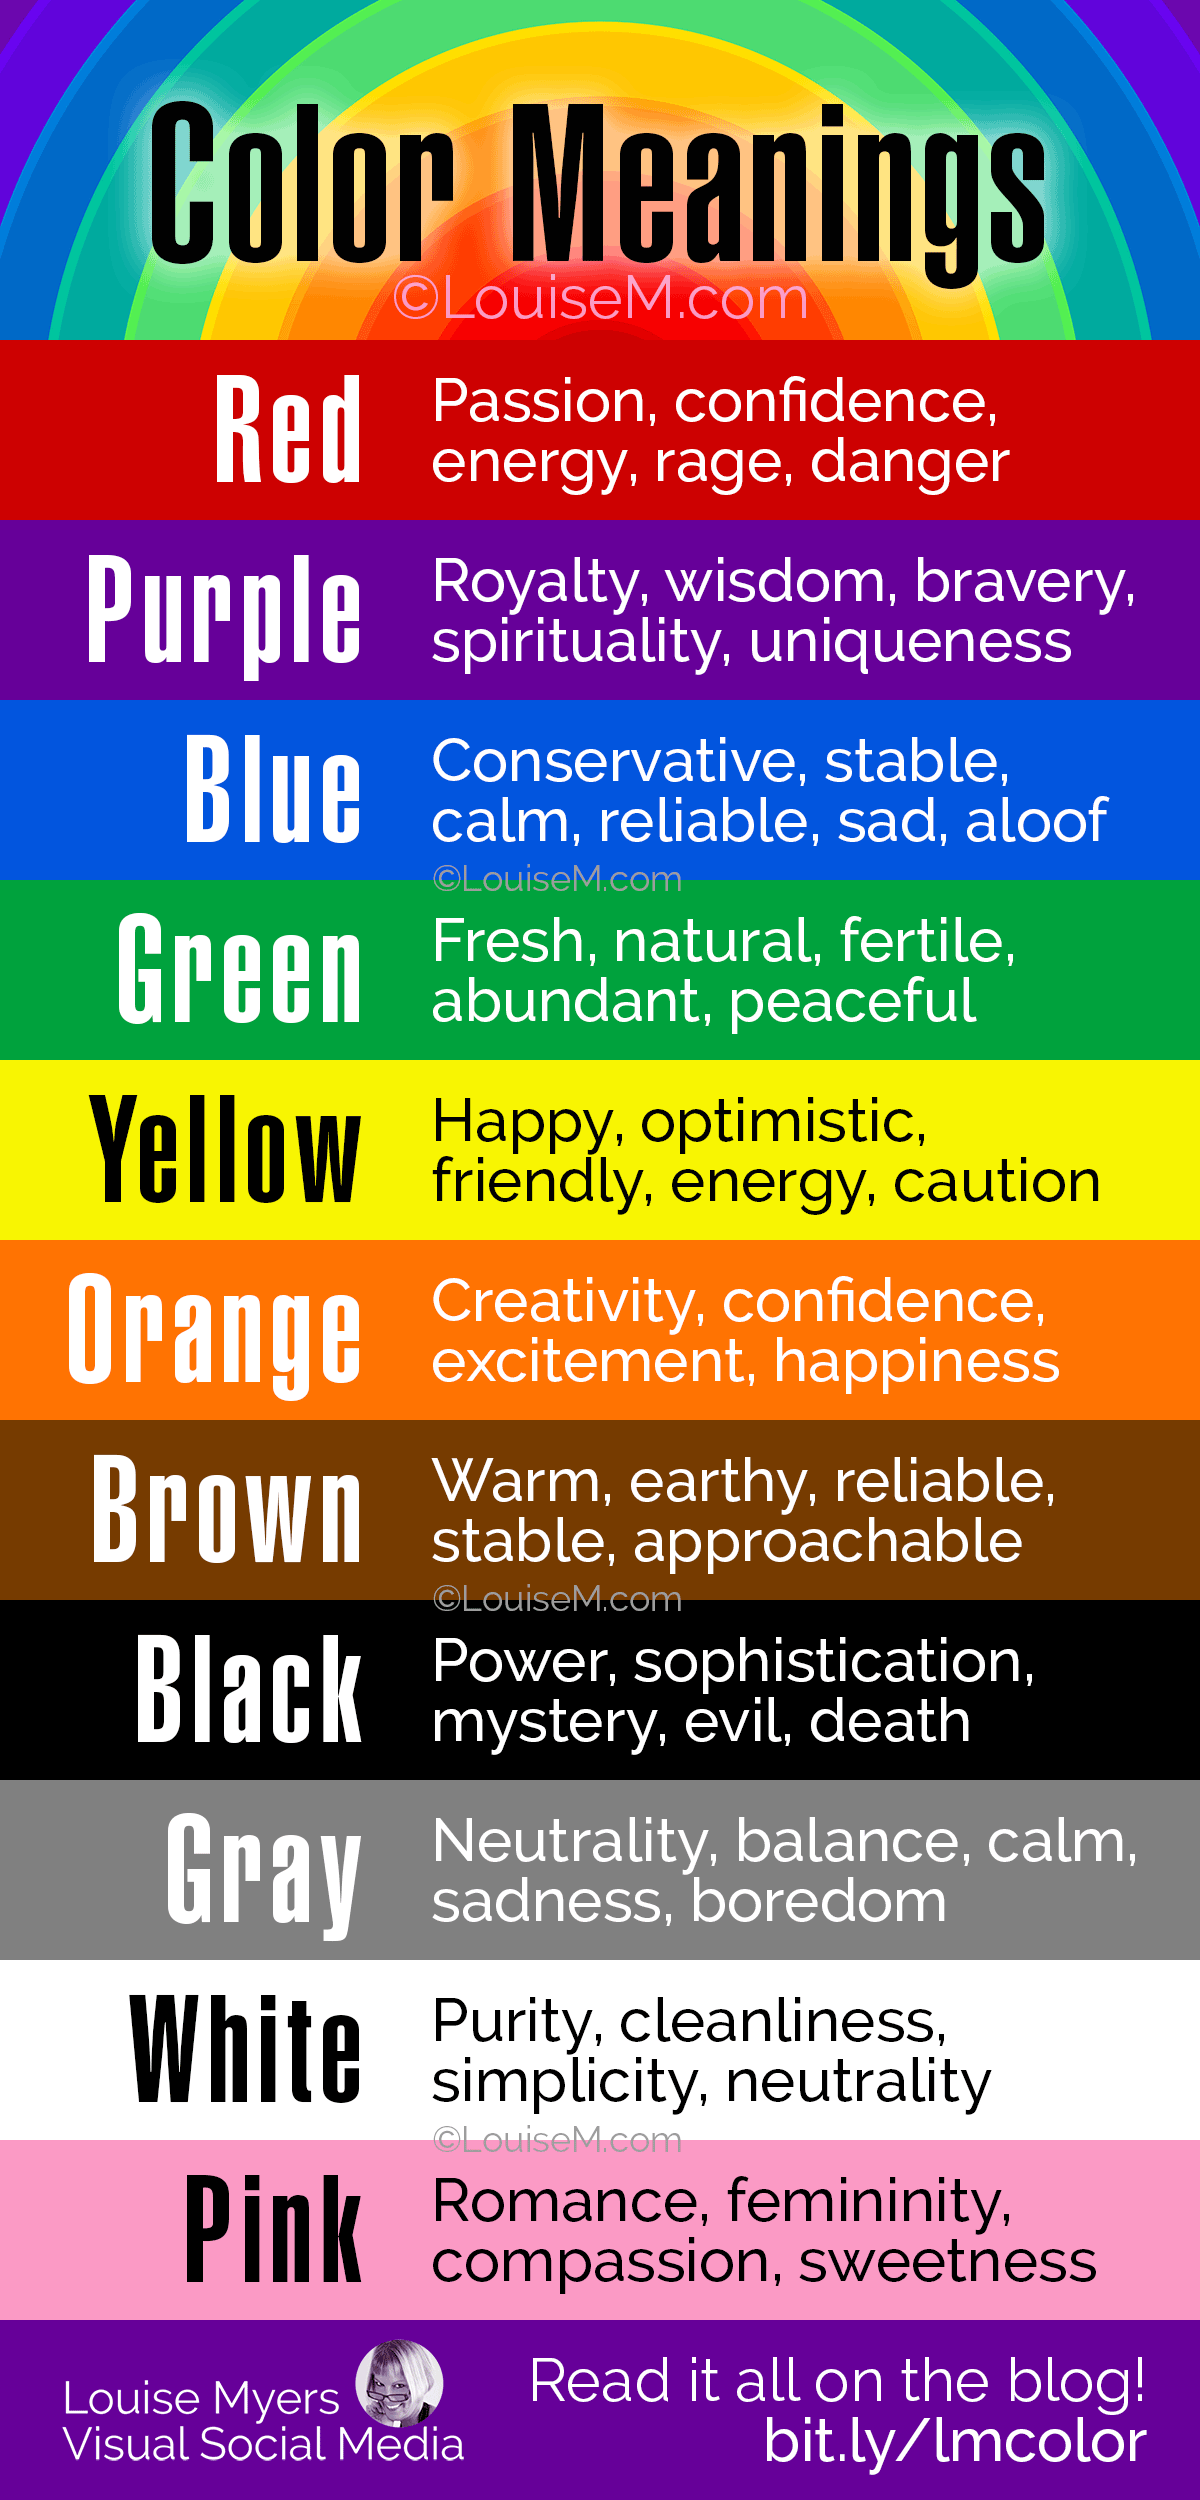 Color Meanings
©LouiseM.com
Red
Passion, confidence,
energy, rage, danger
Purple
Royalty, wisdom, bravery,
spirituality, uniqueness
Blue
Conservative, stable,
calm, reliable, sad, aloof
©LouiseM.com
Green
Fresh, natural, fertile,
abundant, peaceful
Yellow
Happy, optimistic,
friendly, energy, caution
Orange
Creativity, confidence,
excitement, happiness
Brown
Warm, earthy, reliable,
stable, approachable
©LouiseM.com
Black
Power, sophistication,
mystery, evil, death
Gray
Neutrality, balance, calm,
sadness, boredom
White
Purity, cleanliness,
simplicity, neutrality
©LouiseM.com
Pink
Romance, femininity,
compassion, sweetness
Louise Myers
Visual Social Media
Read it all on the blog!
bit.ly/lmcolor